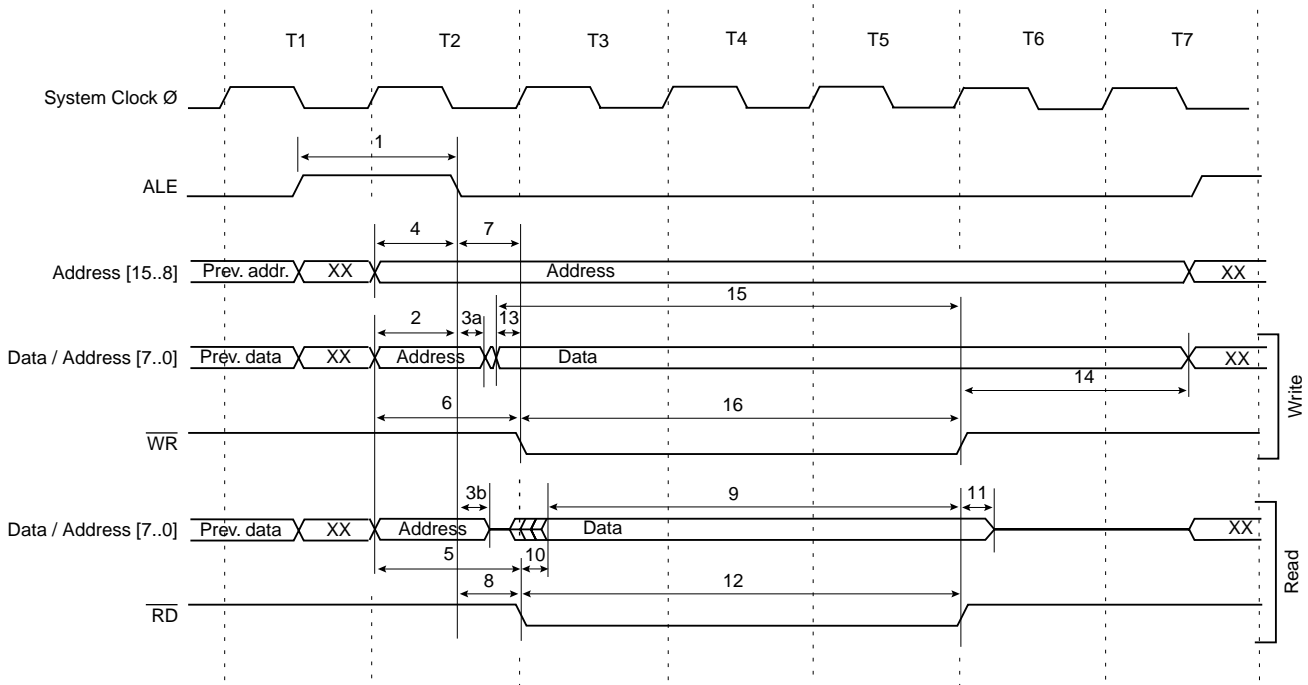 T1 T2 T3 T4 T5 T6 T7
System Clock Ø
1
ALE
4 7
Address [15..8] Prev. addr. XX Address XX
15
2 3a 13
Data / Address [7..0] Prev. data XX Address Data XX
14
6 16
WR
Write
3b 9 11
Data / Address [7..0] Prev. data XX Address Data XX
5 10
8 12
RD
Read